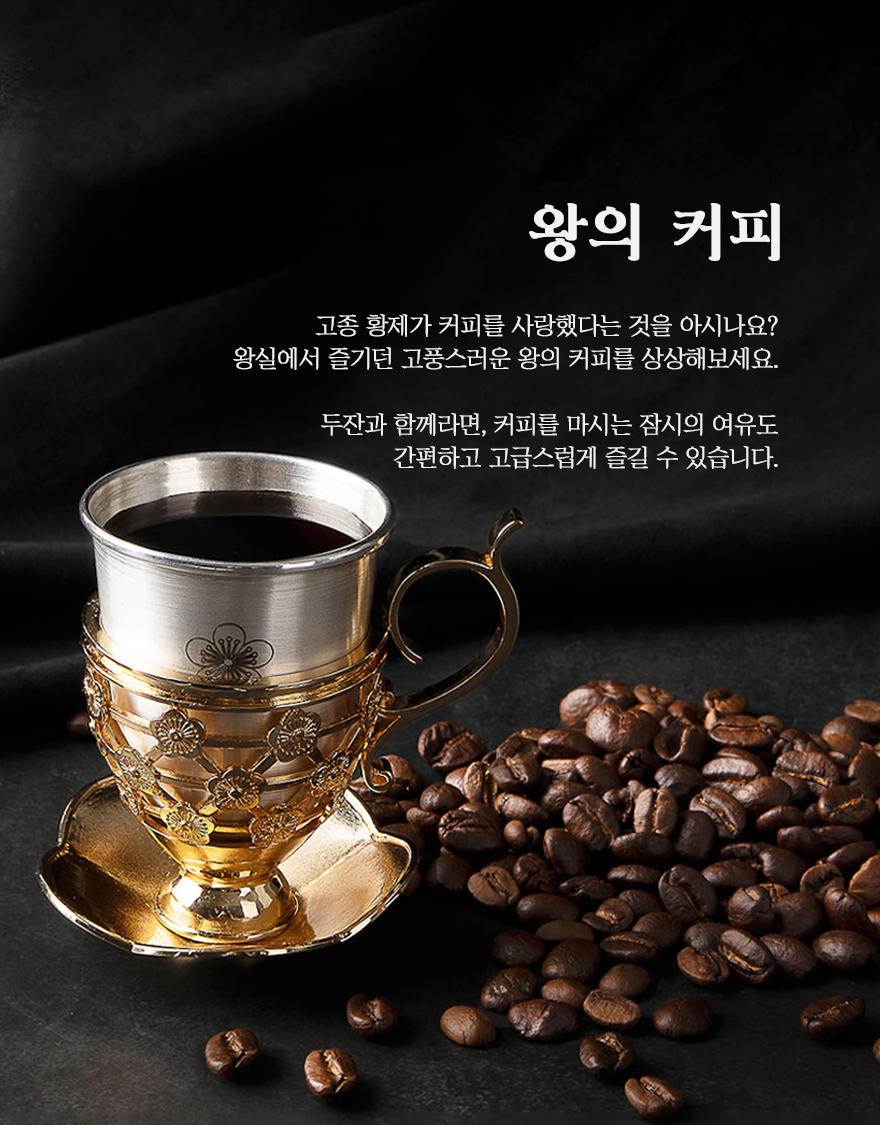 왕의 커피
고종 황제가 커피를 사랑했다는 것을 아시나요?
왕실에서 즐기던 고풍스러운 왕의 커피를 상상해보세요.
두잔과 함께라면, 커피를 마시는 잠시의 여유도
간편하고 고급스럽게 즐길 수 있습니다.